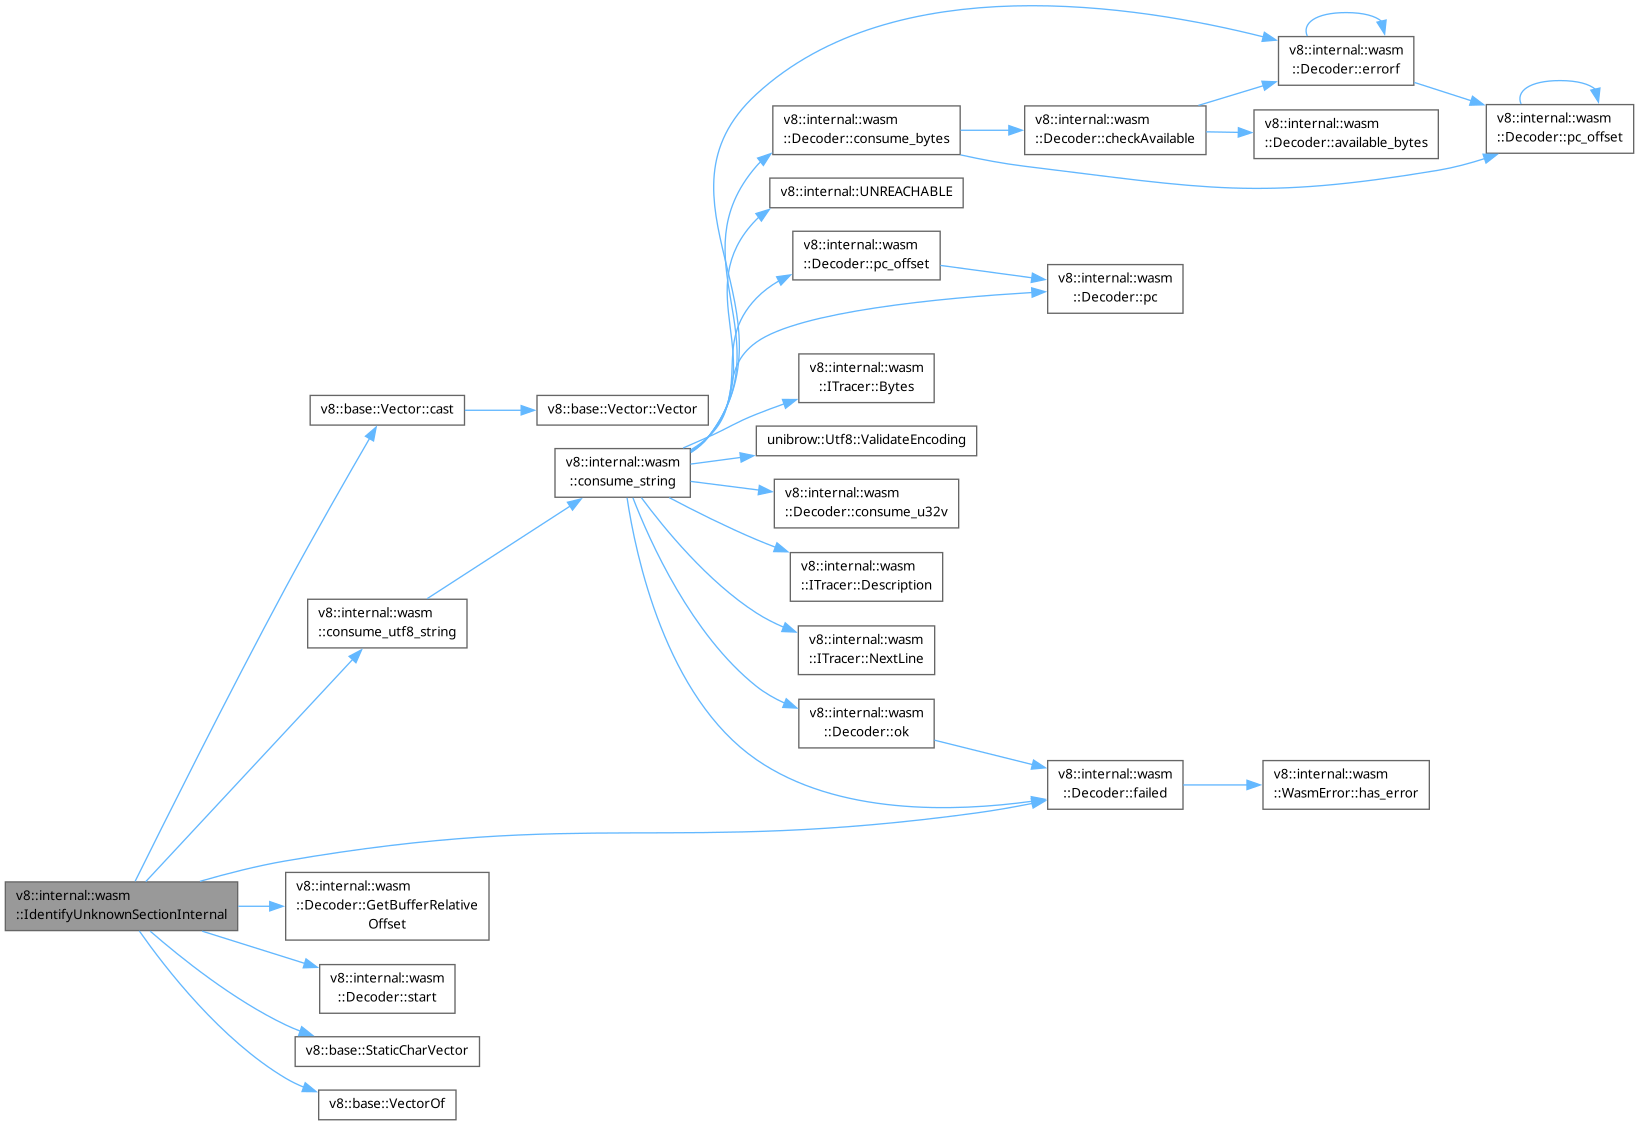 v8::internal::wasm
::Decoder::errorf
v8::internal::wasm
::Decoder::consume_bytes
v8::internal::wasm
::Decoder::checkAvailable
v8::internal::wasm
::Decoder::available_bytes
v8::internal::wasm
::Decoder::pc_offset
v8::internal::UNREACHABLE
v8::internal::wasm
::Decoder::pc_offset
v8::internal::wasm
::Decoder::pc
v8::internal::wasm
::ITracer::Bytes
v8::base::Vector::cast
v8::base::Vector::Vector
unibrow::Utf8::ValidateEncoding
v8::internal::wasm
::consume_string
v8::internal::wasm
::Decoder::consume_u32v
v8::internal::wasm
::ITracer::Description
v8::internal::wasm
::consume_utf8_string
v8::internal::wasm
::ITracer::NextLine
v8::internal::wasm
::Decoder::ok
v8::internal::wasm
::Decoder::failed
v8::internal::wasm
::WasmError::has_error
v8::internal::wasm
::IdentifyUnknownSectionInternal
v8::internal::wasm
::Decoder::GetBufferRelative
Offset
v8::internal::wasm
::Decoder::start
v8::base::StaticCharVector
v8::base::VectorOf